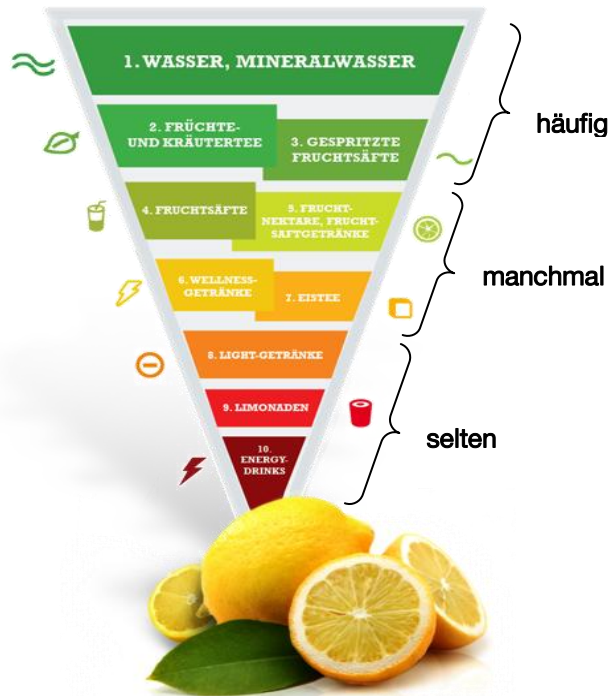 1. WASSER, MINERALWASSER
häufig
2. FRÜCHTE-
UND KRÄUTERTEE
3. GESPRITZTE
FRUCHTSÄFTE
4. FRUCHTSÄFTE
5. FRUCHT-
NEKTARE, FRUCHT-
SAFTGETRÄNKE
manchmal
6. WELLNESS-
GETRÄNKE
7. EISTEE
8. LIGHT-GETRÄNKE
9. LIMONADEN
selten
10.
ENERGY-
DRINKS